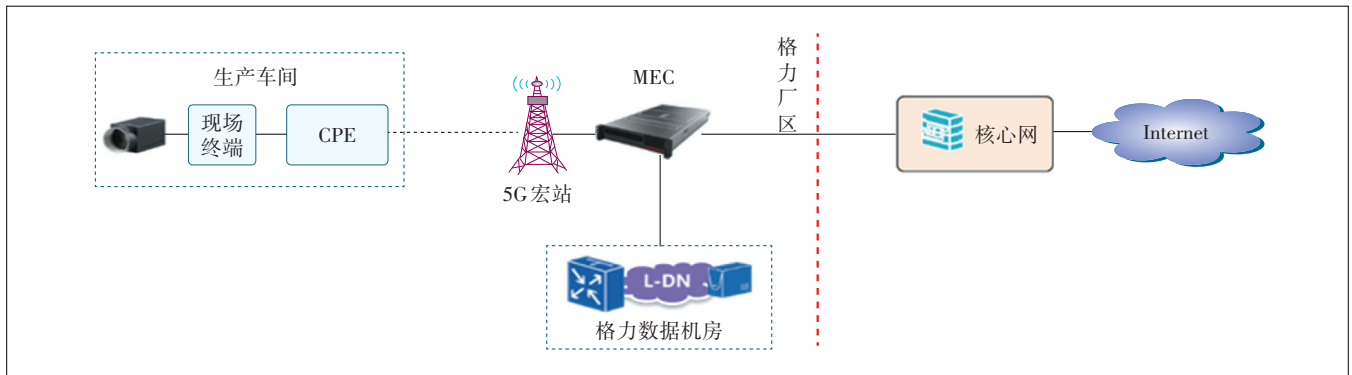 生产车间
现场
终端
CPE
5G宏站
MEC
格力厂区
核心网
Internet
L-DN
格力数据机房